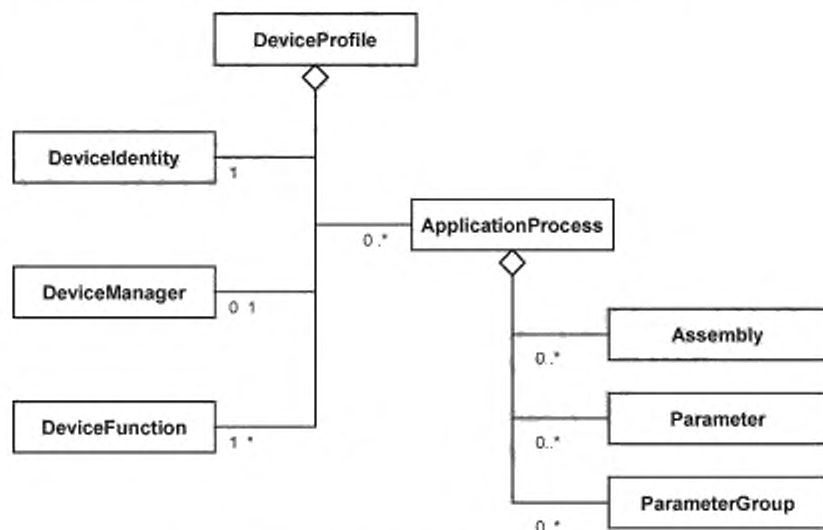 DeviceProfile
DeviceIdentity
1
ApplicationProcess
0..*
DeviceManager
0 1
Assembly
0..*
DeviceFunction
1 *
Parameter
0..*
ParameterGroup
0..*